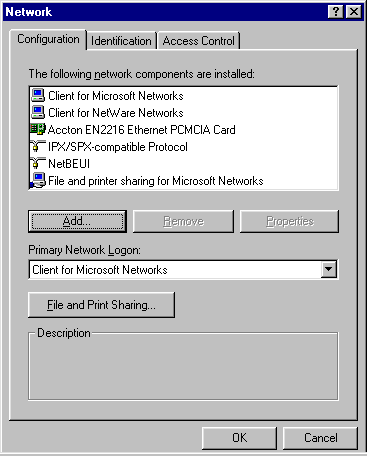 Network
Configuration Identification Access Control
The following network components are installed:
Client for Microsoft Networks
Client for NetWare Networks
Accton EN2216 Ethernet PCMCIA Card
IPX/SPX-compatible Protocol
NetBEUI
File and printer sharing for Microsoft Networks
Add... Remove Properties
Primary Network Logon:
Client for Microsoft Networks
File and Print Sharing...
Description
OK Cancel